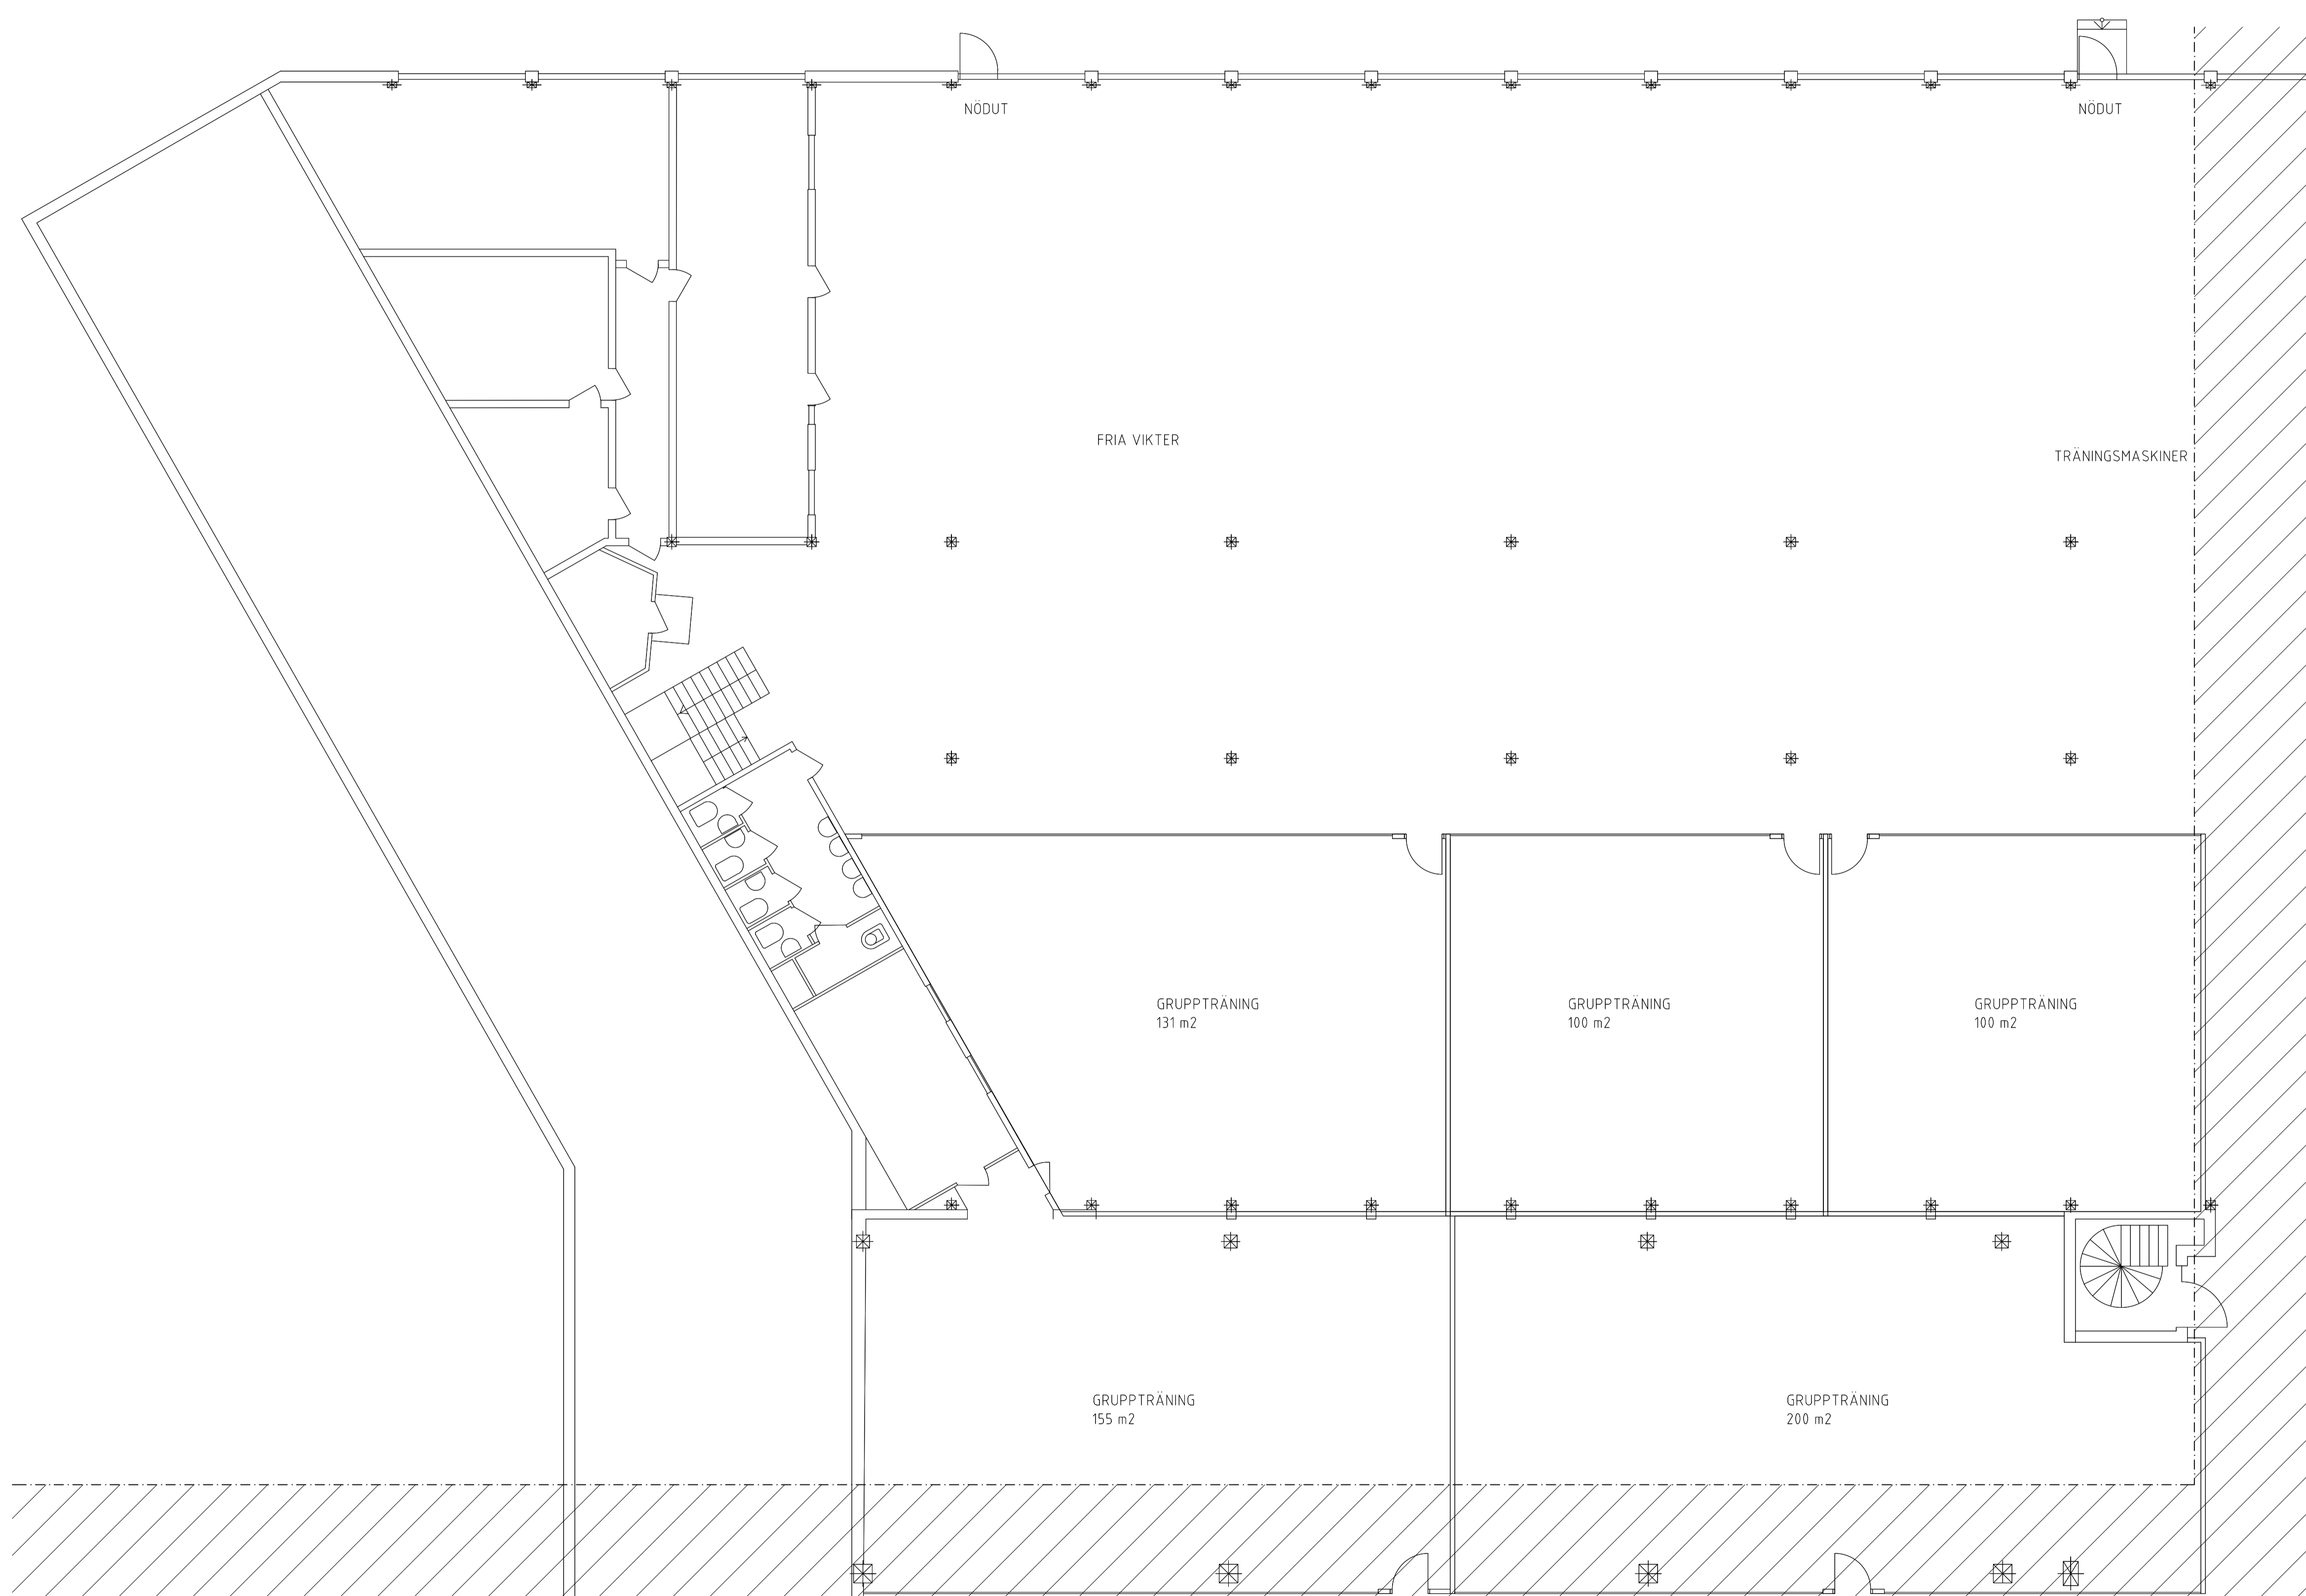 NÖDUT
NÖDUT
FRIA VIKTER
TRÄNINGSMASKINER
GRUPPTRÄNING
131 m2
GRUPPTRÄNING
100 m2
GRUPPTRÄNING
100 m2
GRUPPTRÄNING
155 m2
GRUPPTRÄNING
200 m2